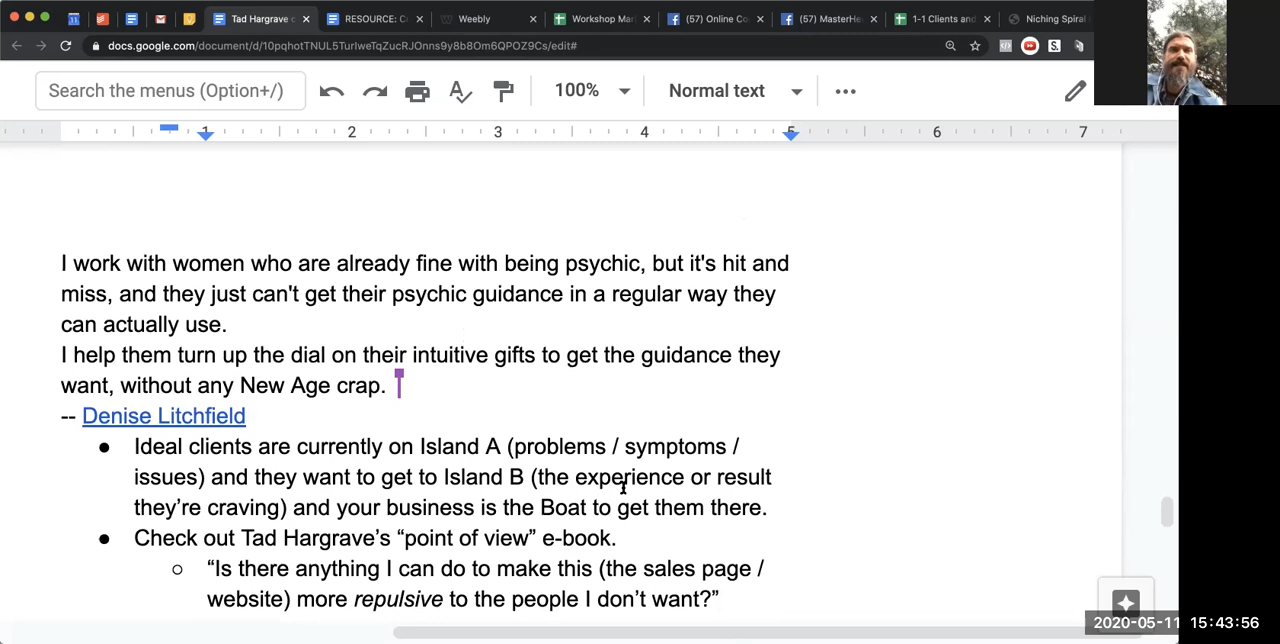 Tad Hargrave c
RESOURCE: C
Weebly
Workshop Mar
(57) Online Co
(57) MasterHe
1-1 Clients and
Niching Spiral
docs.google.com/document/d/10pqhotTNUL5TurIweTqZucRJOnns9y8b8Om6QPOZ9Cs/edit#
Search the menus (Option+/)
100%
Normal text
1 2 3 4 5 6 7
I work with women who are already fine with being psychic, but it's hit and
miss, and they just can't get their psychic guidance in a regular way they
can actually use.
I help them turn up the dial on their intuitive gifts to get the guidance they
want, without any New Age crap.
-- Denise Litchfield
● Ideal clients are currently on Island A (problems / symptoms /
issues) and they want to get to Island B (the experience or result
they’re craving) and your business is the Boat to get them there.
● Check out Tad Hargrave’s “point of view” e-book.
○ “Is there anything I can do to make this (the sales page /
website) more repulsive to the people I don’t want?”
2020-05-11 15:43:56